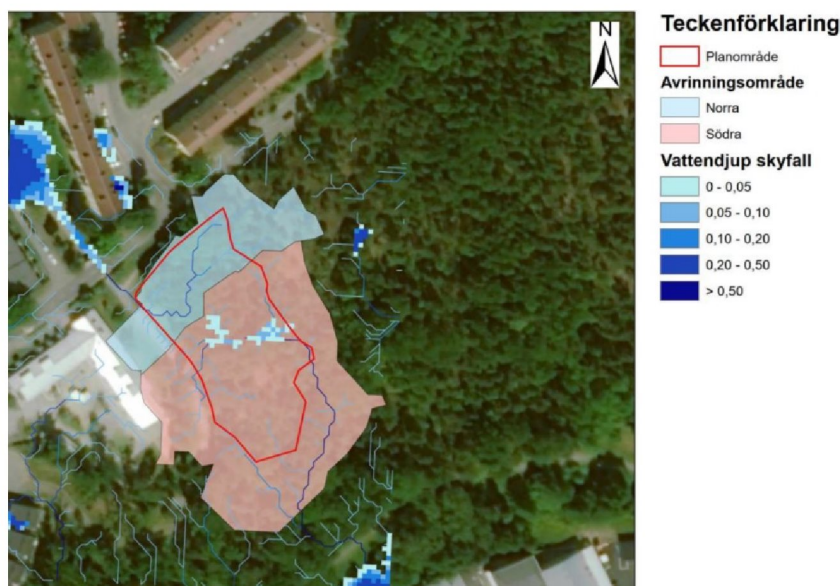 N
Teckenförklaring
Planområde
Avrinningsområde
Norra
Södra
Vattendjup skyfall
0 - 0,05
0,05 - 0,10
0,10 - 0,20
0,20 - 0,50
> 0,50